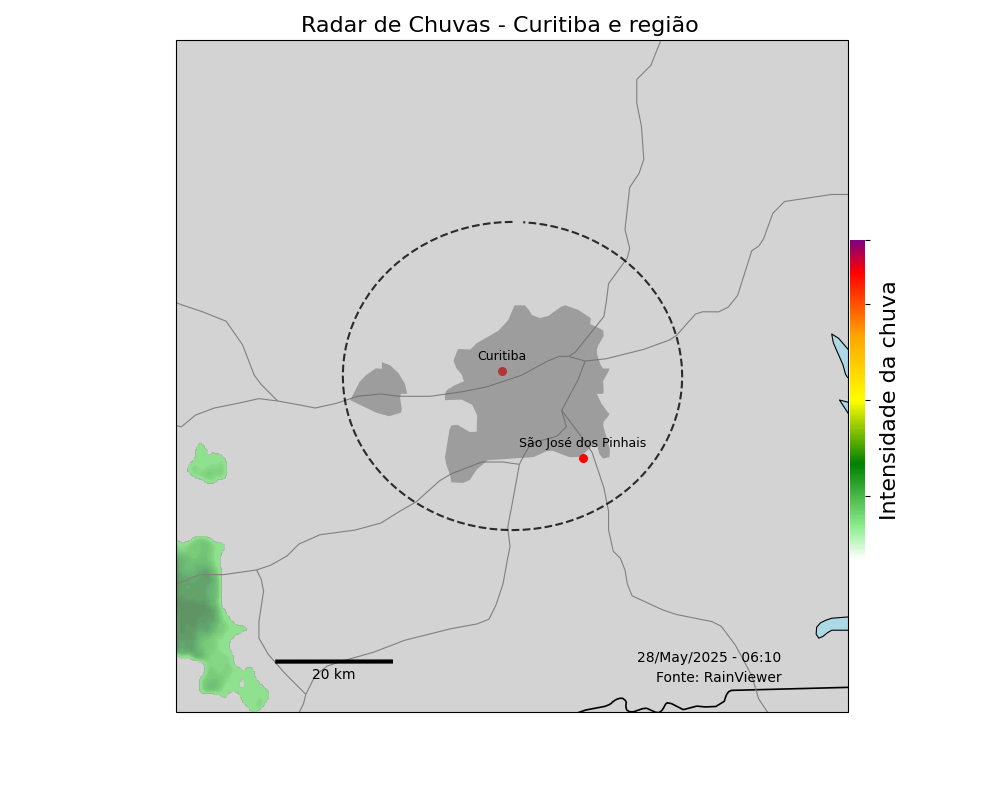 Radar de Chuvas - Curitiba e região
Curitiba
São José dos Pinhais
Intensidade da chuva
28/May/2025 - 06:10
Fonte: RainViewer
20 km